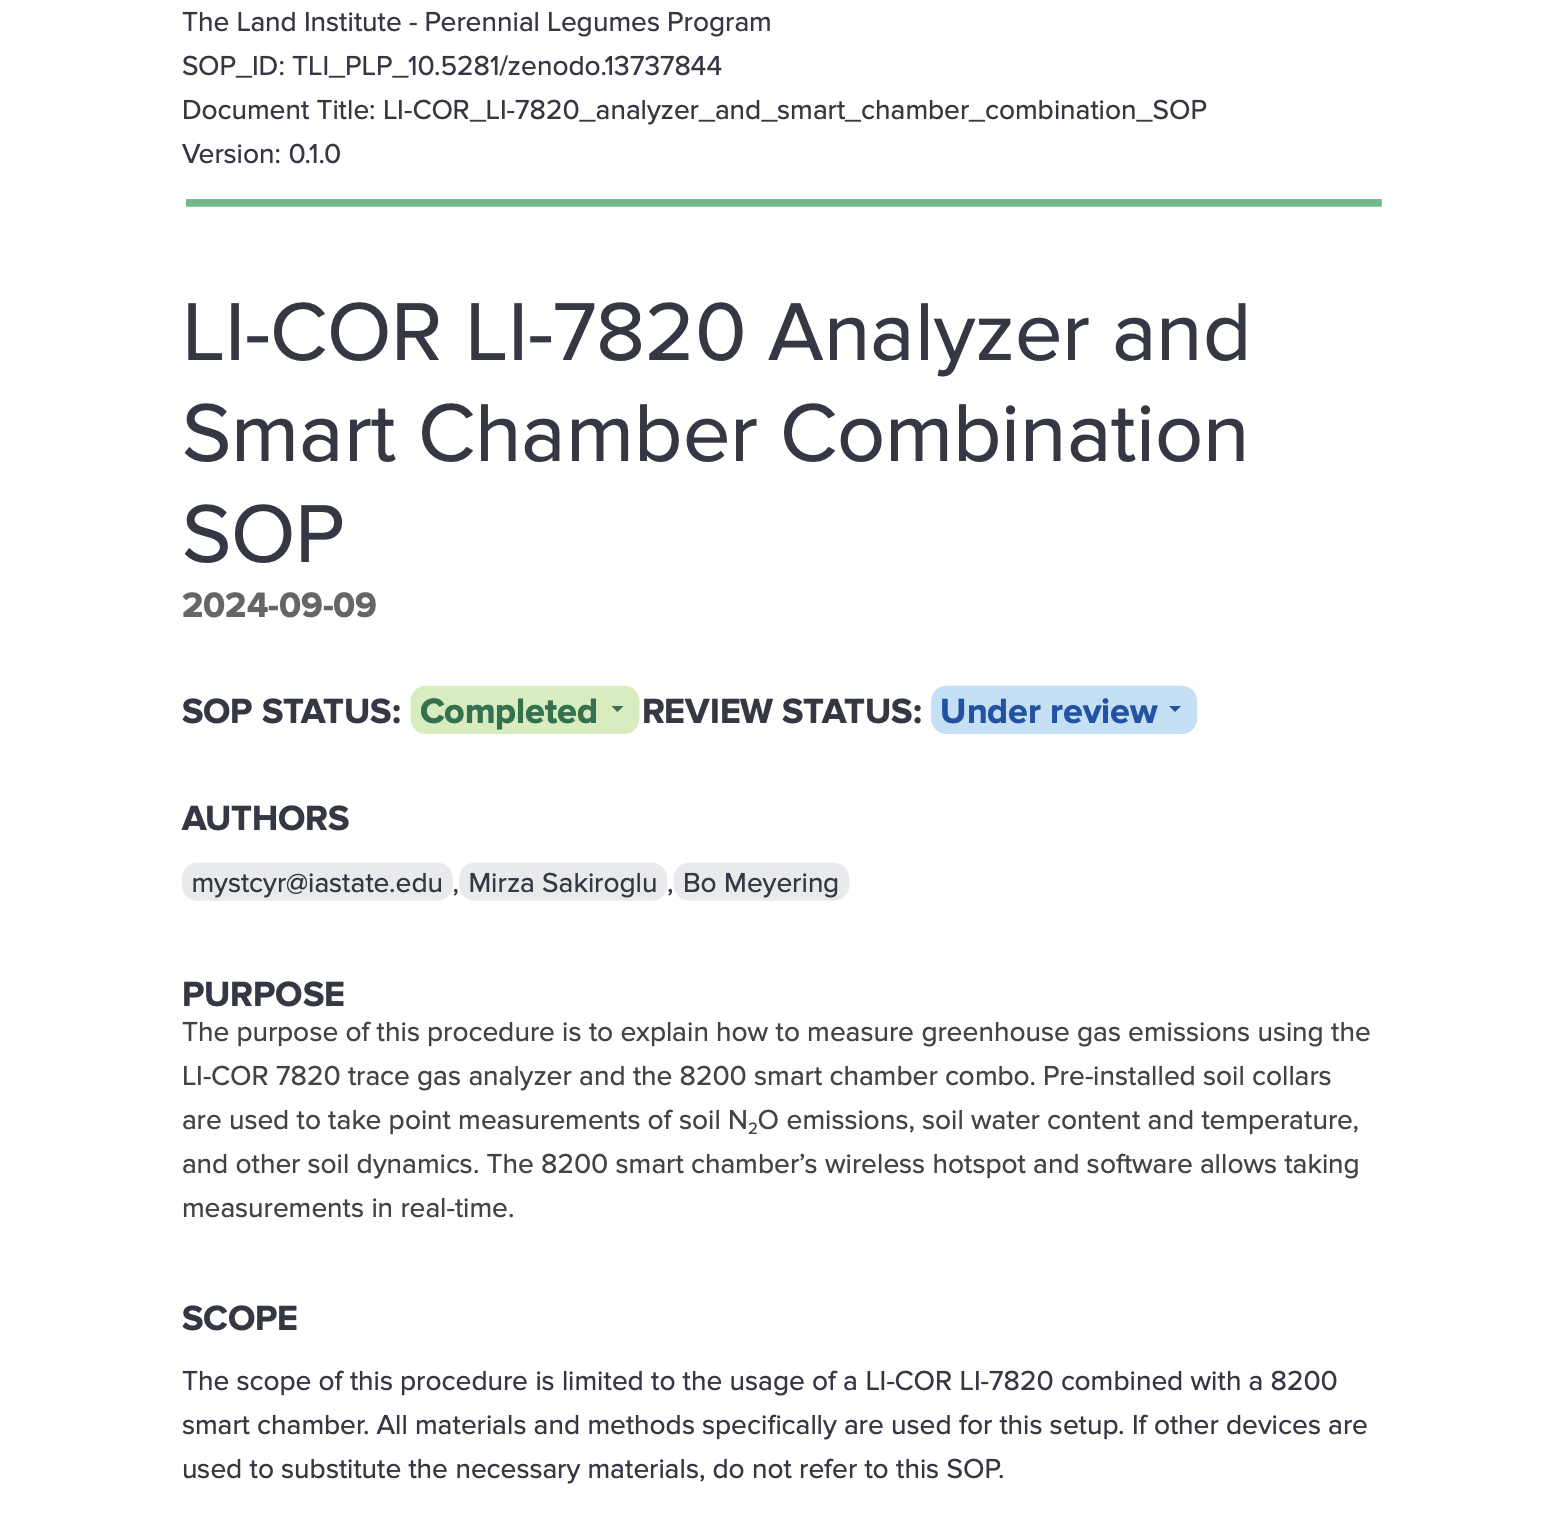 The Land Institute - Perennial Legumes Program
SOP_ID: TLI_PLP_10.5281/zenodo.13737844
Document Title: LI-COR_LI-7820_analyzer_and_smart_chamber_combination_SOP
Version: 0.1.0
LI-COR LI-7820 Analyzer and
Smart Chamber Combination
SOP
2024-09-09
SOP STATUS: Completed REVIEW STATUS: Under review
AUTHORS
mystcyr@iastate.edu , Mirza Sakiroglu , Bo Meyering
PURPOSE
The purpose of this procedure is to explain how to measure greenhouse gas emissions using the
LI-COR 7820 trace gas analyzer and the 8200 smart chamber combo. Pre-installed soil collars
are used to take point measurements of soil N₂O emissions, soil water content and temperature,
and other soil dynamics. The 8200 smart chamber’s wireless hotspot and software allows taking
measurements in real-time.
SCOPE
The scope of this procedure is limited to the usage of a LI-COR LI-7820 combined with a 8200
smart chamber. All materials and methods specifically are used for this setup. If other devices are
used to substitute the necessary materials, do not refer to this SOP.